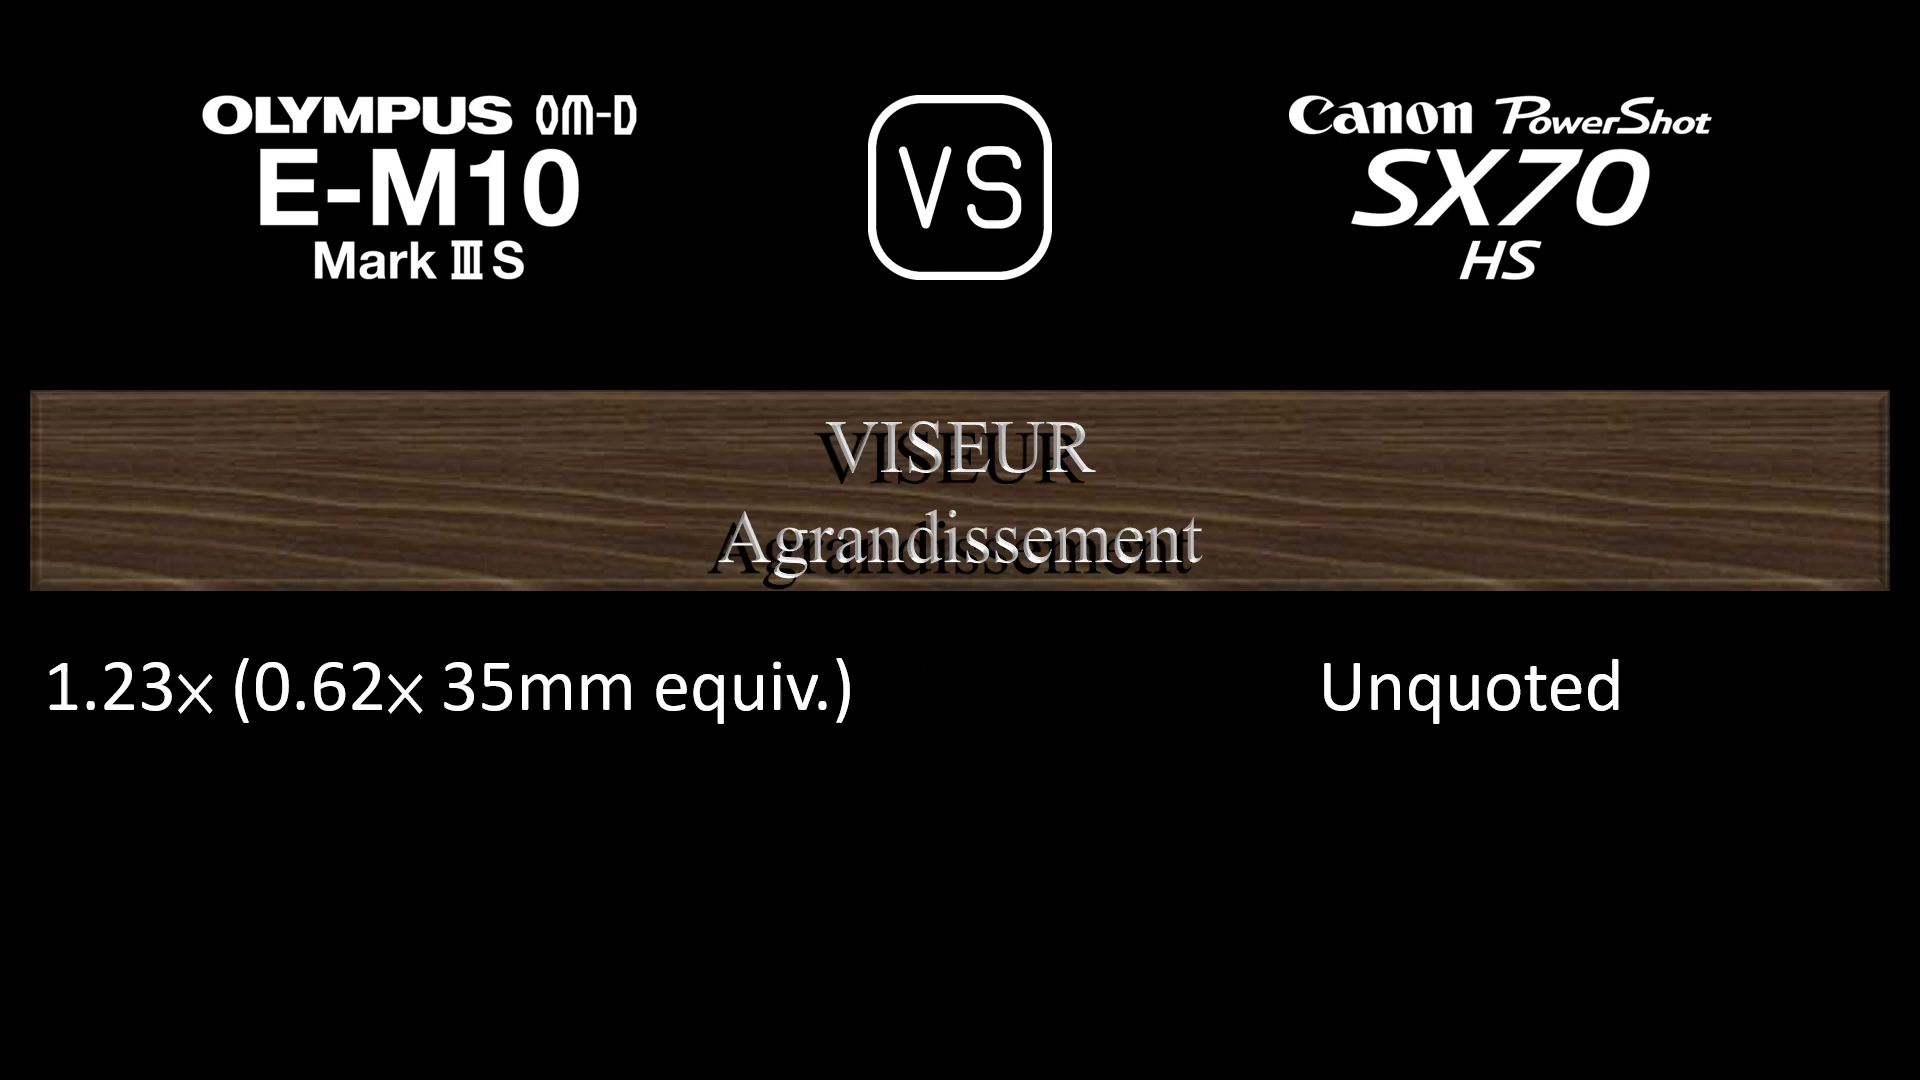 OLYMPUS OM-D
E-M10
Mark III S
VS
Canon PowerShot
SX70
HS
VISEUR
Agrandissement
1.23x (0.62x 35mm equiv.)
Unquoted